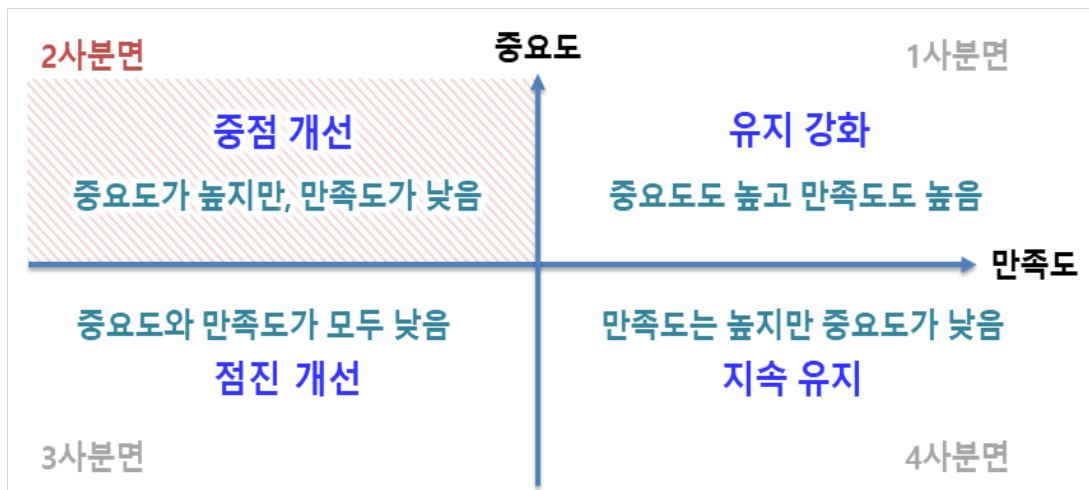 2사분면
중요도
1사분면
중점 개선
유지 강화
중요도가 높지만, 만족도가 낮음
중요도도 높고 만족도도 높음
만족도
중요도와 만족도가 모두 낮음
만족도는 높지만 중요도가 낮음
점진 개선
지속 유지
3사분면
4사분면